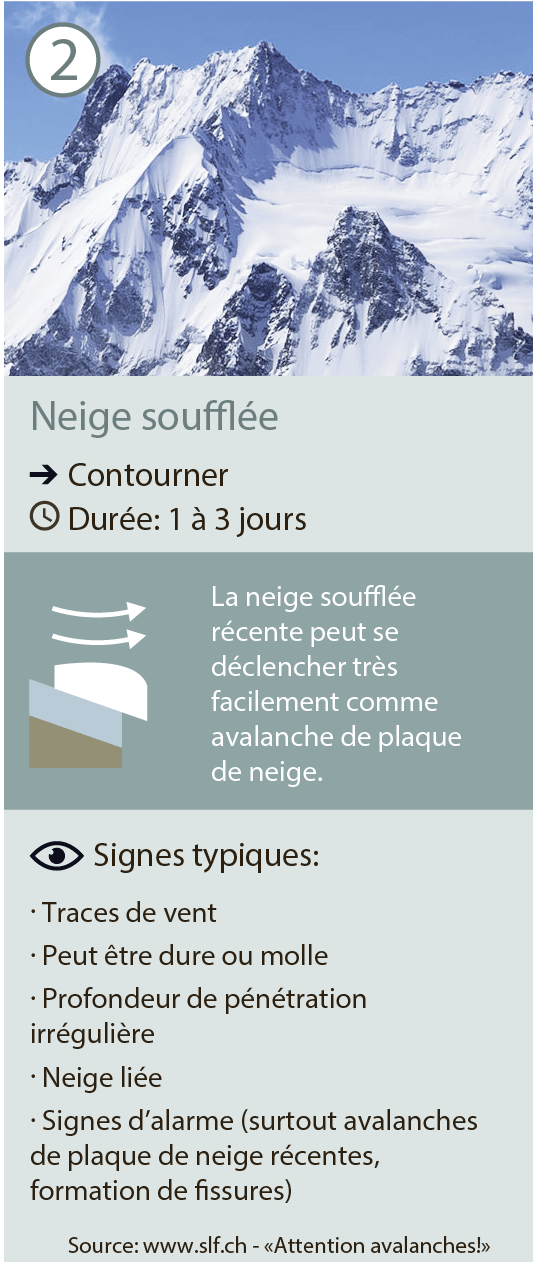 2
Neige soufflée
➔ Contourner
Durée: 1 à 3 jours
La neige soufflée
récente peut se
déclencher très
facilement comme
avalanche de plaque
de neige.
Signes typiques:
· Traces de vent
· Peut être dure ou molle
· Profondeur de pénétration
irrégulière
· Neige liée
· Signes d’alarme (surtout avalanches
de plaque de neige récentes,
formation de fissures)
Source: www.slf.ch - «Attention avalanches!»